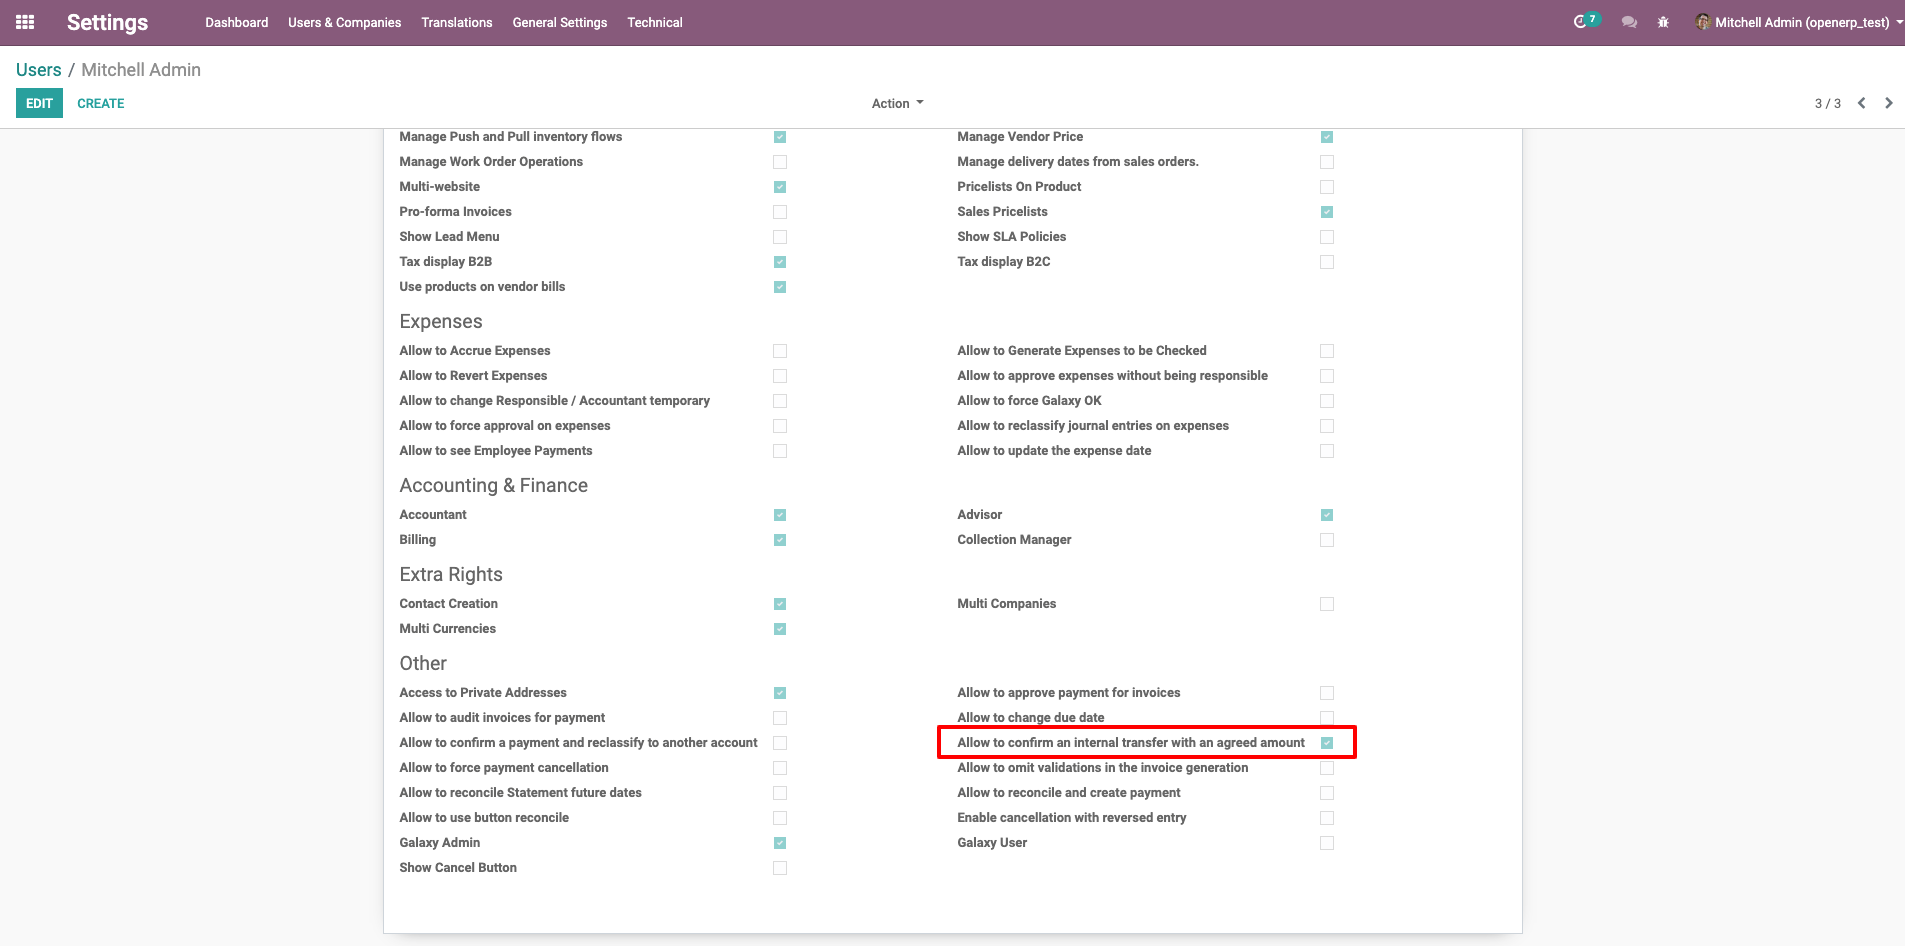 Settings Dashboard Users & Companies Translations General Settings Technical 7 Mitchell Admin (openerp_test)
Users / Mitchell Admin
EDIT CREATE Action 3 / 3
Manage Push and Pull inventory flows Manage Vendor Price
Manage Work Order Operations Manage delivery dates from sales orders.
Multi-website Pricelists On Product
Pro-forma Invoices Sales Pricelists
Show Lead Menu Show SLA Policies
Tax display B2B Tax display B2C
Use products on vendor bills
Expenses
Allow to Accrue Expenses Allow to Generate Expenses to be Checked
Allow to Revert Expenses Allow to approve expenses without being responsible
Allow to change Responsible / Accountant temporary Allow to force Galaxy OK
Allow to force approval on expenses Allow to reclassify journal entries on expenses
Allow to see Employee Payments Allow to update the expense date
Accounting & Finance
Accountant Advisor
Billing Collection Manager
Extra Rights
Contact Creation Multi Companies
Multi Currencies
Other
Access to Private Addresses Allow to approve payment for invoices
Allow to audit invoices for payment Allow to change due date
Allow to confirm a payment and reclassify to another account Allow to confirm an internal transfer with an agreed amount
Allow to force payment cancellation Allow to omit validations in the invoice generation
Allow to reconcile Statement future dates Allow to reconcile and create payment
Allow to use button reconcile Enable cancellation with reversed entry
Galaxy Admin Galaxy User
Show Cancel Button